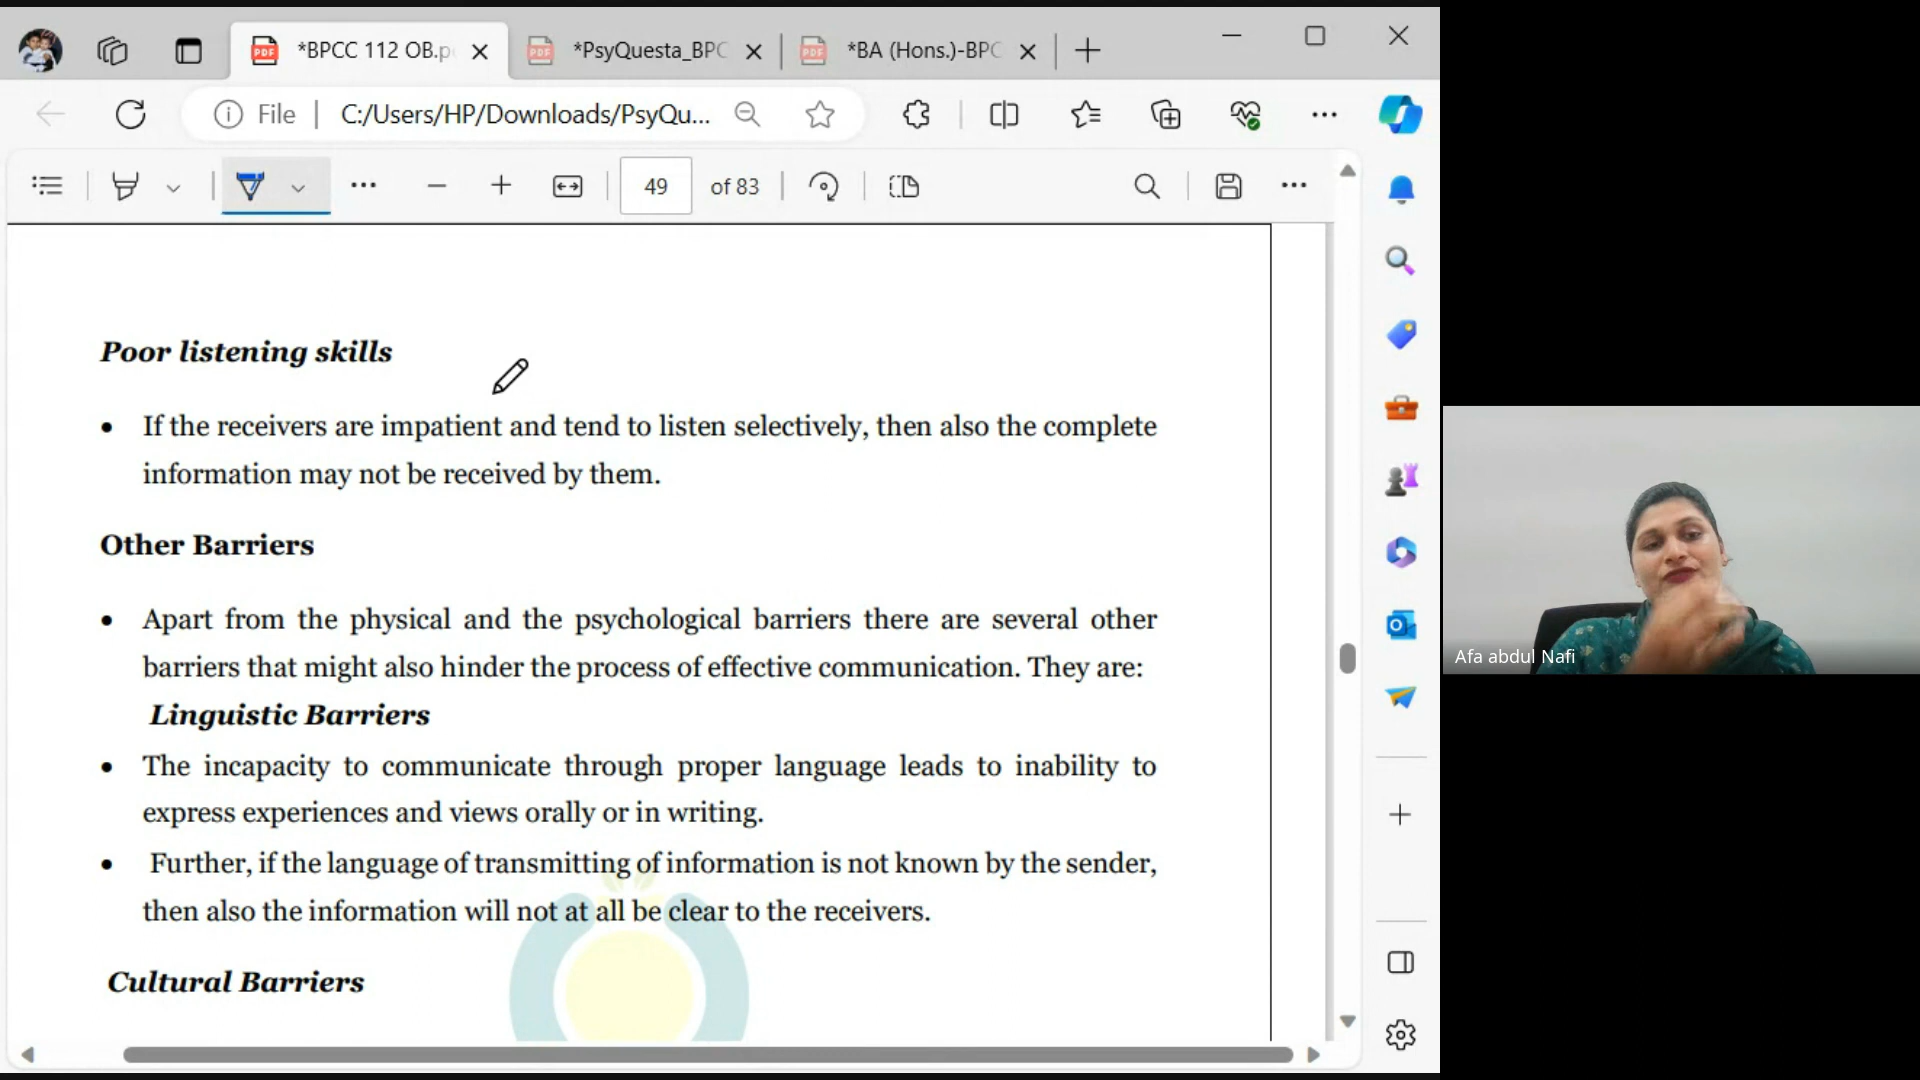 *BPCC 112 OB.p
*PsyQuesta_BPC
*BA (Hons.)-BPC
File
C:/Users/HP/Downloads/PsyQu...
49 of 83
Poor listening skills
• If the receivers are impatient and tend to listen selectively, then also the complete
information may not be received by them.
Other Barriers
• Apart from the physical and the psychological barriers there are several other
barriers that might also hinder the process of effective communication. They are:
Linguistic Barriers
• The incapacity to communicate through proper language leads to inability to
express experiences and views orally or in writing.
• Further, if the language of transmitting of information is not known by the sender,
then also the information will not at all be clear to the receivers.
Cultural Barriers
Afa abdul Nafi